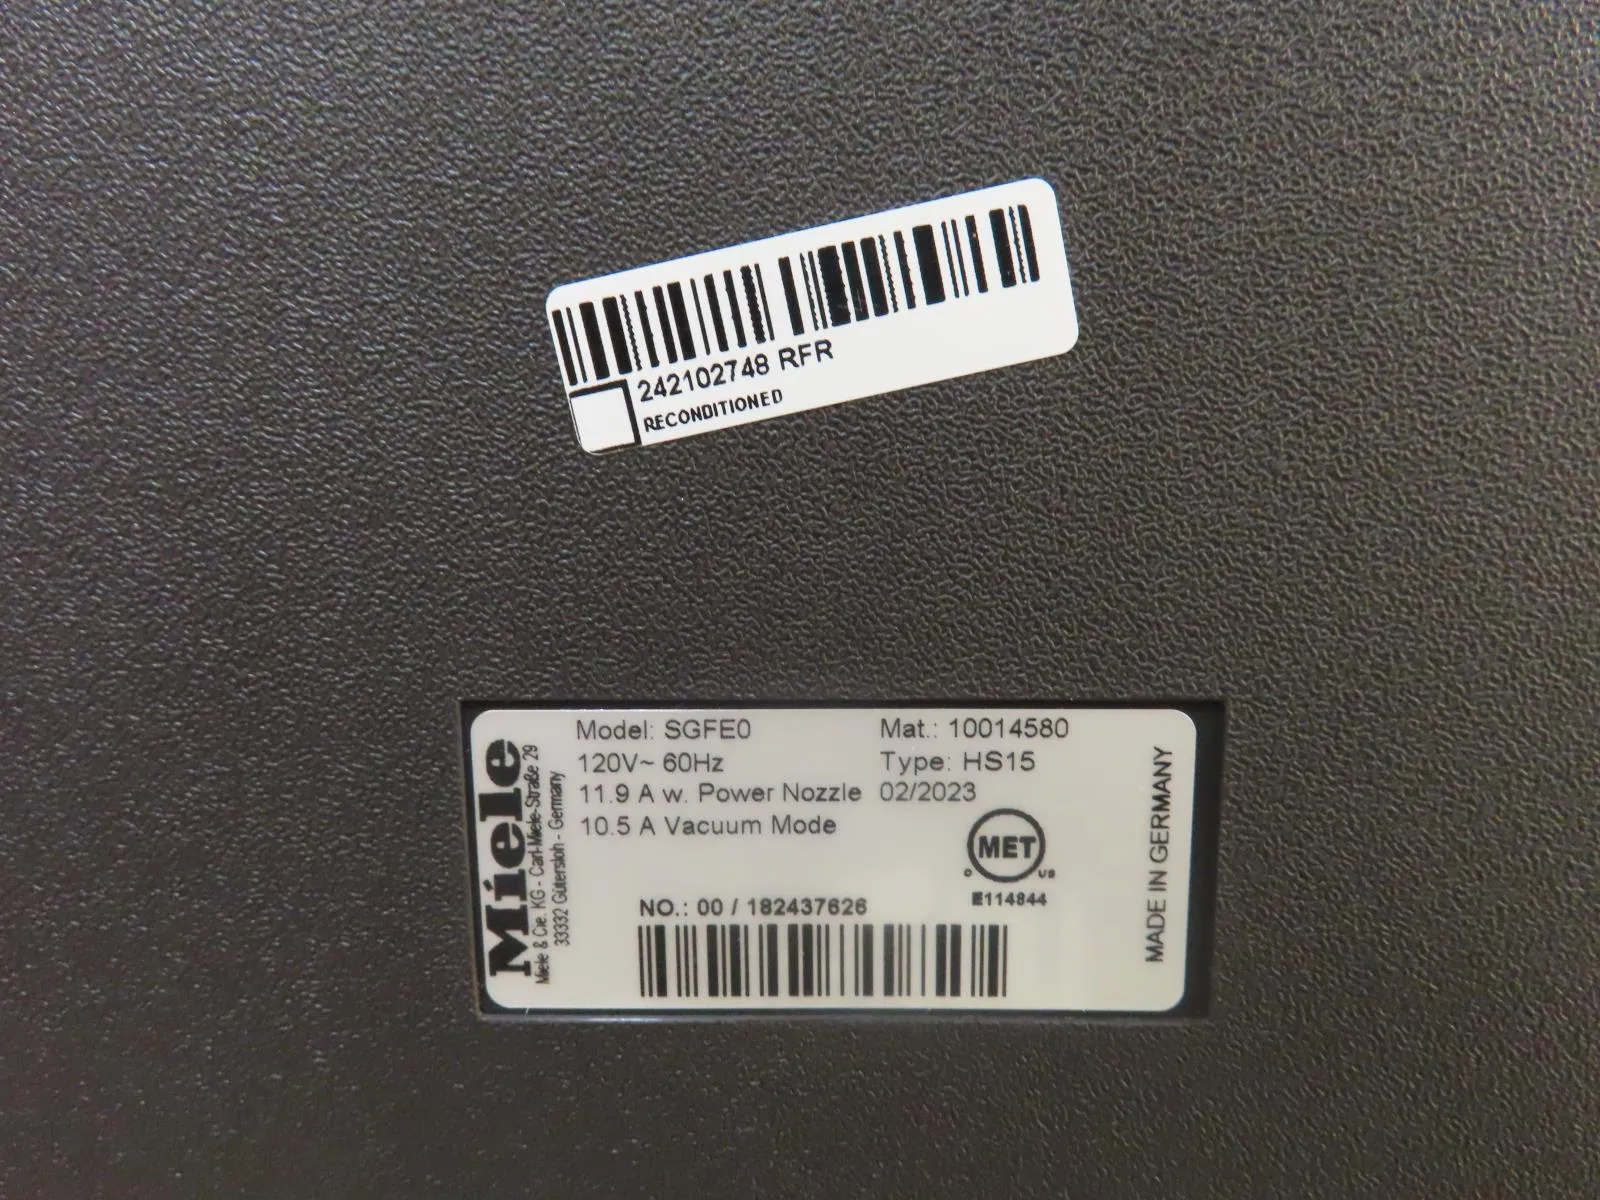 242102748 RFR
RECONDITIONED
Miele
Miele & Cie. KG - Carl-Miele-Straße 29
33332 Gütersloh - Germany
Model: SGFE0
120V~ 60Hz
11.9 A w. Power Nozzle
10.5 A Vacuum Mode
Mat.: 10014580
Type: HS15
02/2023
MET
C US
E114844
NO.: 00 / 182437626
MADE IN GERMANY